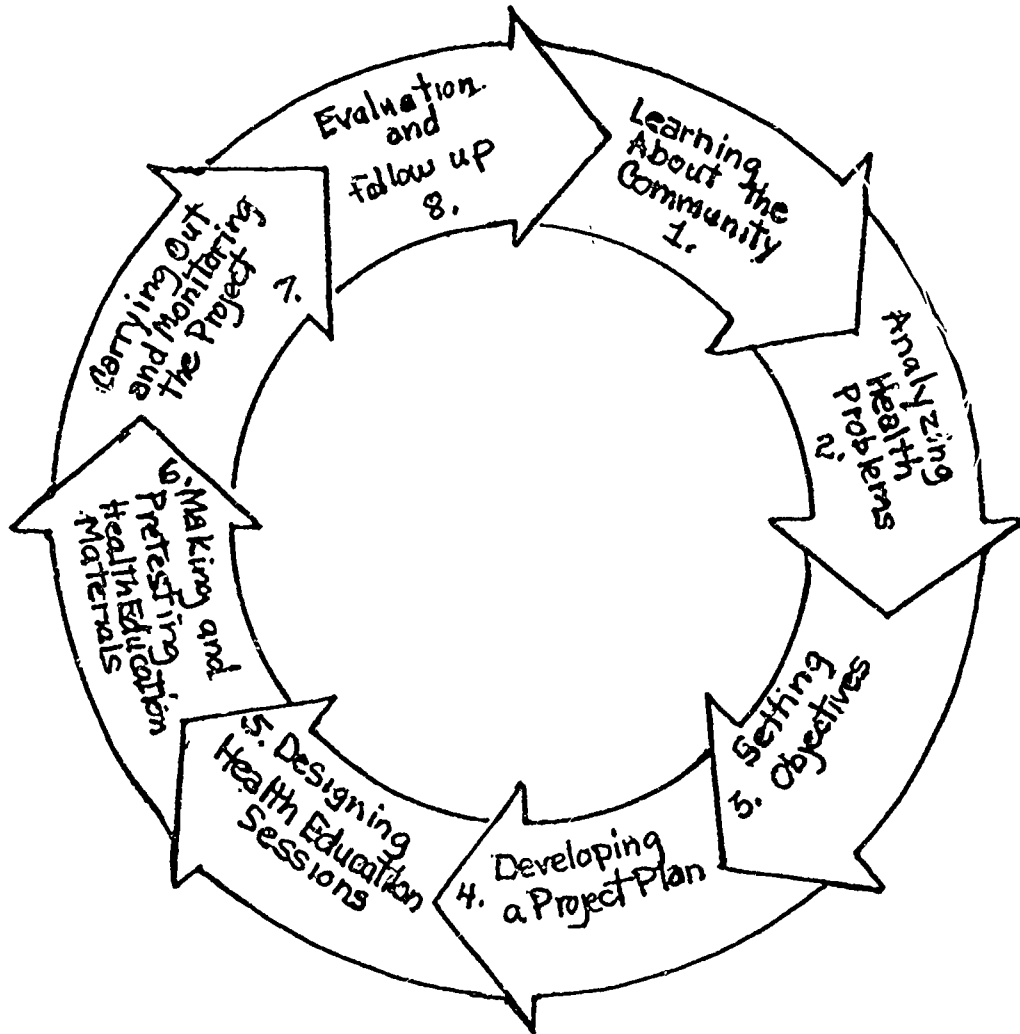 Learning
About the
Community
1.
Analyzing
Health
Problems
2.
Setting
3. Objectives
Developing
4. a Project Plan
5. Designing
Health Education
Sessions
6. Making and
Pretesting
Health Education
Materials
Carrying Out
and Monitoring
the Project
7.
Evaluation
and
Follow up
8.